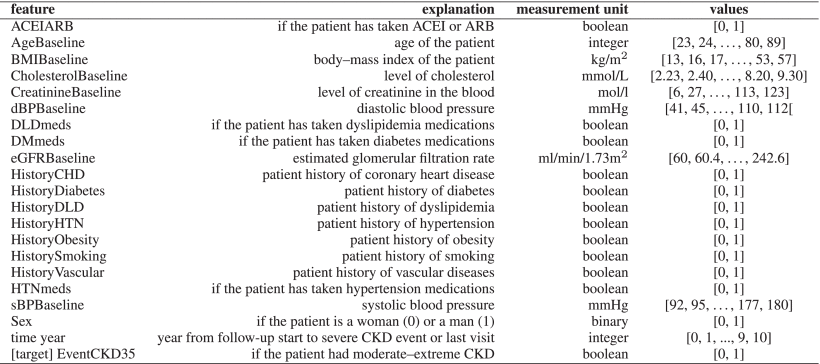 feature explanation measurement unit values
ACEIARB if the patient has taken ACEI or ARB boolean [0, 1]
AgeBaseline age of the patient integer [23, 24, . . . , 80, 89]
BMIBaseline body–mass index of the patient kg/m² [13, 16, 17, . . . , 53, 57]
CholesterolBaseline level of cholesterol mmol/L [2.23, 2.40, . . . , 8.20, 9.30]
CreatinineBaseline level of creatinine in the blood mol/l [6, 27, . . . , 113, 123]
dBPBaseline diastolic blood pressure mmHg [41, 45, . . . , 110, 112[
DLDmeds if the patient has taken dyslipidemia medications boolean [0, 1]
DMmeds if the patient has taken diabetes medications boolean [0, 1]
eGFRBaseline estimated glomerular filtration rate ml/min/1.73m² [60, 60.4, . . . , 242.6]
HistoryCHD patient history of coronary heart disease boolean [0, 1]
HistoryDiabetes patient history of diabetes boolean [0, 1]
HistoryDLD patient history of dyslipidemia boolean [0, 1]
HistoryHTN patient history of hypertension boolean [0, 1]
HistoryObesity patient history of obesity boolean [0, 1]
HistorySmoking patient history of smoking boolean [0, 1]
HistoryVascular patient history of vascular diseases boolean [0, 1]
HTNmeds if the patient has taken hypertension medications boolean [0, 1]
sBPBaseline systolic blood pressure mmHg [92, 95, . . . , 177, 180]
Sex if the patient is a woman (0) or a man (1) binary [0, 1]
time year year from follow-up start to severe CKD event or last visit integer [0, 1, ..., 9, 10]
[target] EventCKD35 if the patient had moderate–extreme CKD boolean [0, 1]